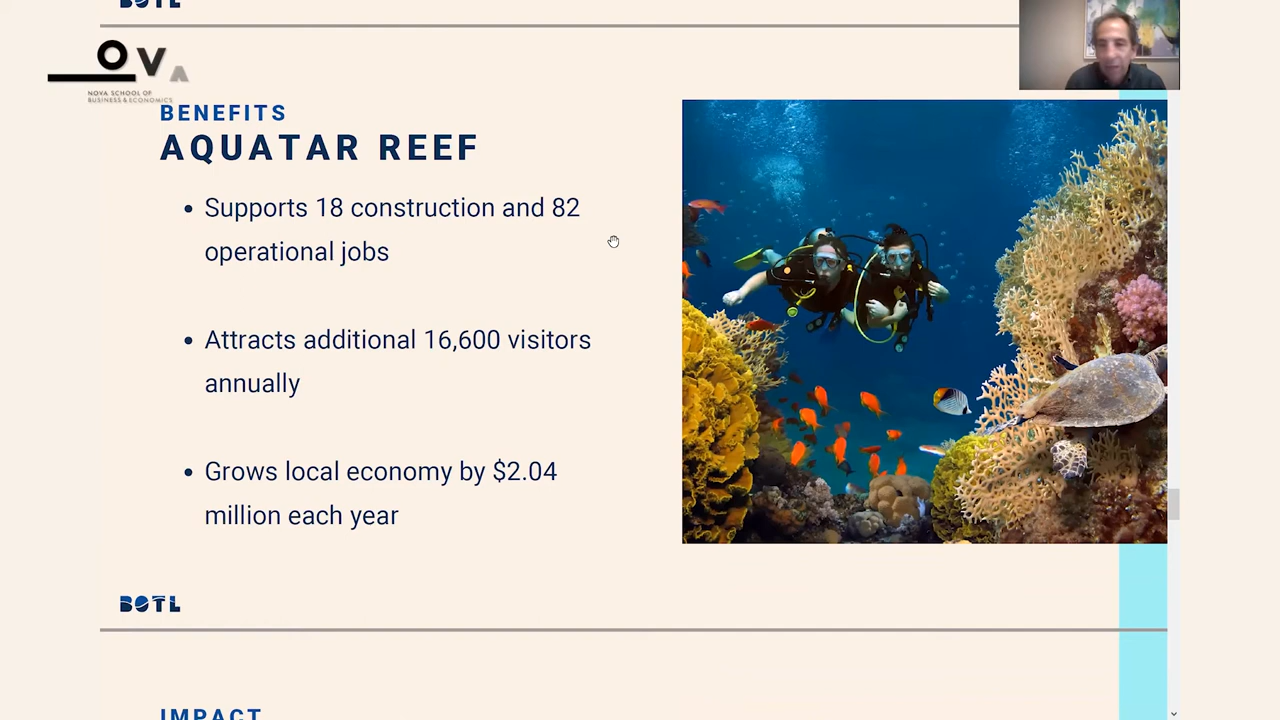 BOTL
OVA
NOVA SCHOOL OF
BUSINESS & ECONOMICS
BENEFITS
AQUATAR REEF
• Supports 18 construction and 82
operational jobs
• Attracts additional 16,600 visitors
annually
• Grows local economy by $2.04
million each year
BOTL
IMPACT